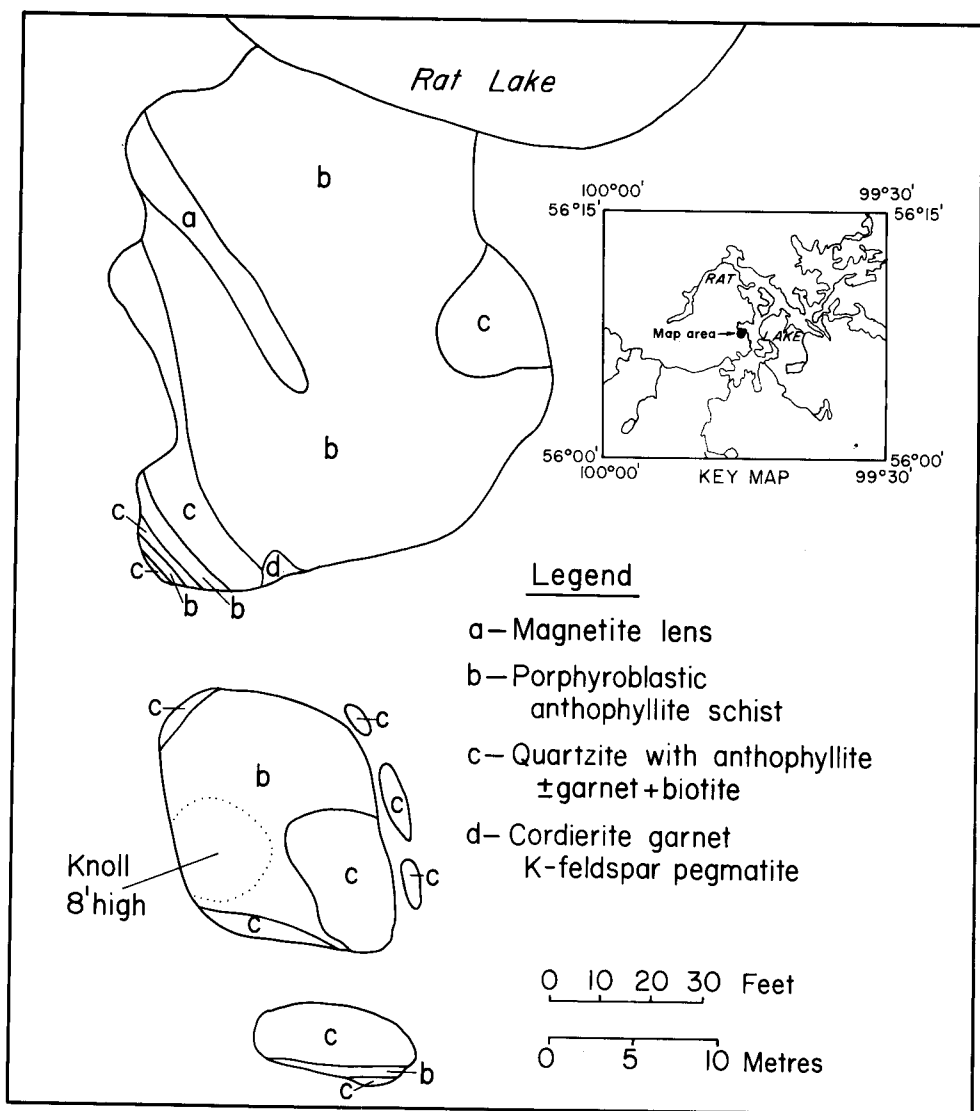 Rat Lake
b
a
c
b
c
c
c
b
b
d
100°00'
99°30'
56°15'
56°15'
RAT
Map area
LAKE
56°00'
56°00'
100°00'
99°30'
KEY MAP
Legend
a–Magnetite lens
b–Porphyroblastic
anthophyllite schist
c–Quartzite with anthophyllite
±garnet+biotite
d–Cordierite garnet
K-feldspar pegmatite
c
c
b
c
c
c
c
Knoll
8'high
c
b
c
0 10 20 30 Feet
0 5 10 Metres